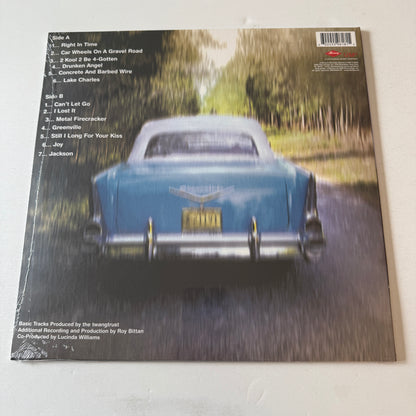 Side A
1... Right In Time
2... Car Wheels On A Gravel Road
3... 2 Kool 2 Be 4-Gotten
4... Drunken Angel
5... Concrete And Barbed Wire
6... Lake Charles
Side B
1... Can't Let Go
2... I Lost It
3... Metal Firecracker
4... Greenville
5... Still I Long For Your Kiss
6... Joy
7... Jackson
Basic Tracks Produced by the twangtrust
Additional Recording and Production by Roy Bittan
Co-Produced by Lucinda Williams